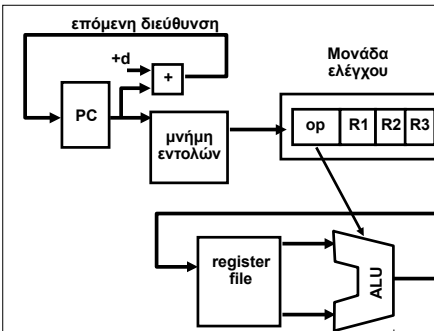 επόμενη διεύθυνση
+d
+
PC
μνήμη
εντολών
Μονάδα
ελέγχου
op R1 R2 R3
register
file
ALU